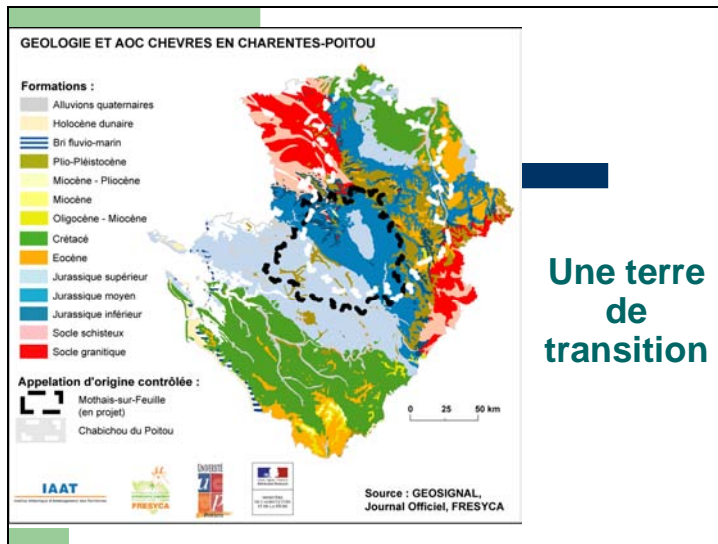 GEOLOGIE ET AOC CHEVRES EN CHARENTES-POITOU
Formations :
Alluvions quaternaires
Holocène dunaire
Bri fluvio-marin
Plio-Pléistocène
Miocène - Pliocène
Miocène
Oligocène - Miocène
Crétacé
Eocène
Jurassique supérieur
Jurassique moyen
Jurassique inférieur
Socle schisteux
Socle granitique
Appelation d'origine contrôlée :
Mothais-sur-Feuille
(en projet)
Chabichou du Poitou
0 25 50 km
IAAT
FRESYCA
UNIVERSITÉ
Source : GEOSIGNAL,
Journal Officiel, FRESYCA
Une terre
de
transition